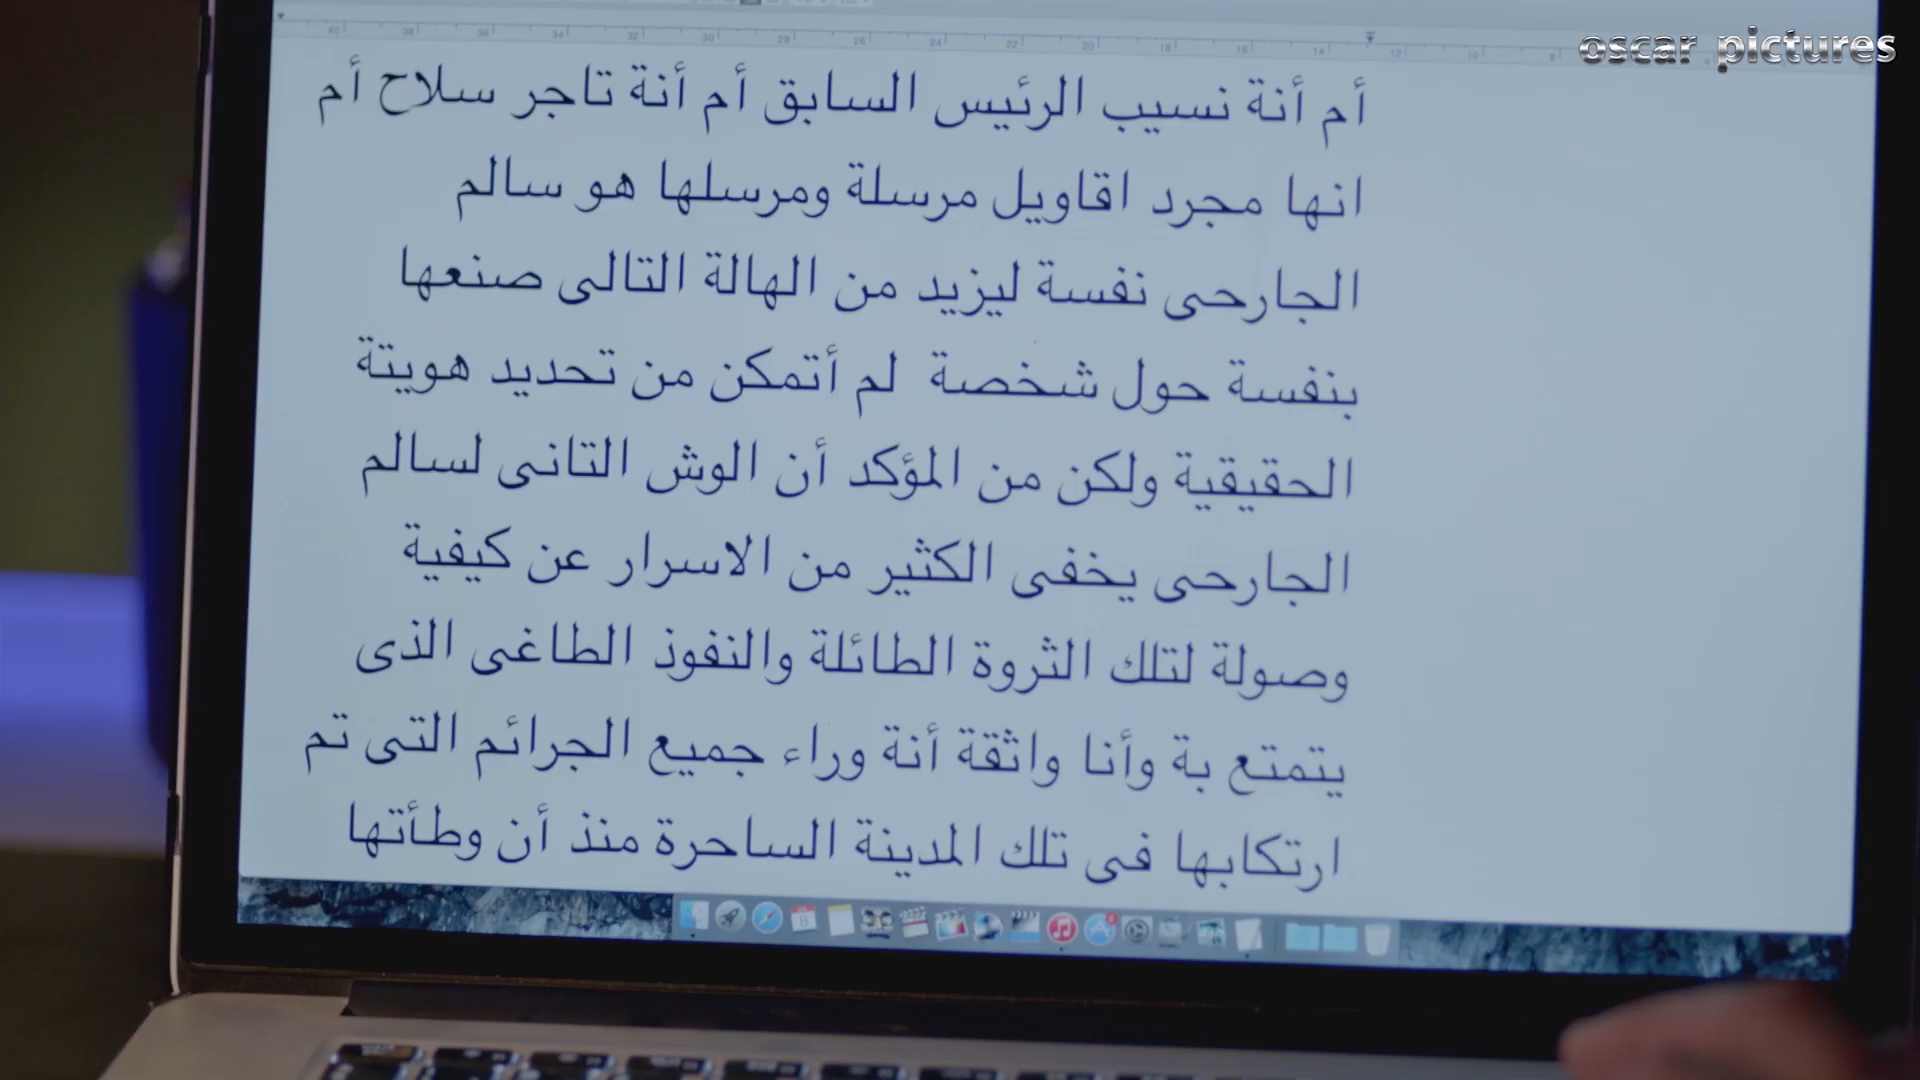 oscar pictures
أم أنة نسيب الرئيس السابق أم أنة تاجر سلاح أم
انها مجرد اقاويل مرسلة ومرسلها هو سالم
الجارحى نفسة ليزيد من الهالة التالى صنعها
بنفسة حول شخصة لم أتمكن من تحديد هويتة
الحقيقية ولكن من المؤكد أن الوش التانى لسالم
الجارحى يخفى الكثير من الاسرار عن كيفية
وصولة لتلك الثروة الطائلة والنفوذ الطاغى الذى
يتمتع بة وأنا واثقة أنة وراء جميع الجرائم التى تم
ارتكابها فى تلك المدينة الساحرة منذ أن وطأتها